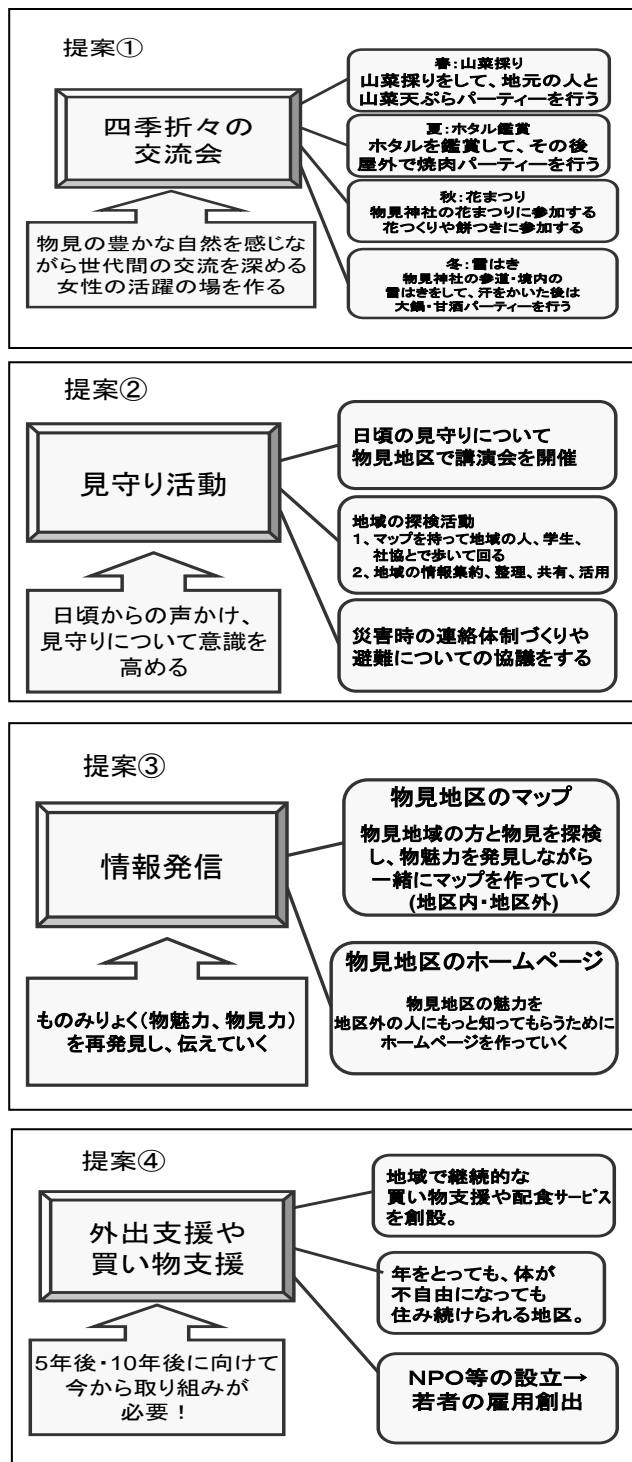 提案①
四季折々の
交流会
物見の豊かな自然を感じな
がら世代間の交流を深める
女性の活躍の場を作る
春：山菜採り
山菜採りをして、地元の人と
山菜天ぷらパーティーを行う
夏：ホタル鑑賞
ホタルを鑑賞して、その後
屋外で焼肉パーティーを行う
秋：花まつり
物見神社の花まつりに参加する
花つくりや餅つきに参加する
冬：雪はき
物見神社の参道・境内の
雪はきをして、汗をかいた後は
大鍋・甘酒パーティーを行う
提案②
見守り活動
日頃からの声かけ、
見守りについて意識を
高める
日頃の見守りについて
物見地区で講演会を開催
地域の探検活動
1、マップを持って地域の人、学生、
社協とで歩いて回る
2、地域の情報集約、整理、共有、活用
災害時の連絡体制づくりや
避難についての協議をする
提案③
情報発信
ものみりょく（物魅力、物見力）
を再発見し、伝えていく
物見地区のマップ
物見地域の方と物見を探検
し、物魅力を発見しながら
一緒にマップを作っていく
(地区内・地区外)
物見地区のホームページ
物見地区の魅力を
地区外の人にもっと知ってもらうために
ホームページを作っていく
提案④
外出支援や
買い物支援
5年後・10年後に向けて
今から取り組みが
必要！
地域で継続的な
買い物支援や配食ｻｰﾋﾞｽ
を創設。
年をとっても、体が
不自由になっても
住み続けられる地区。
NPO等の設立→
若者の雇用創出